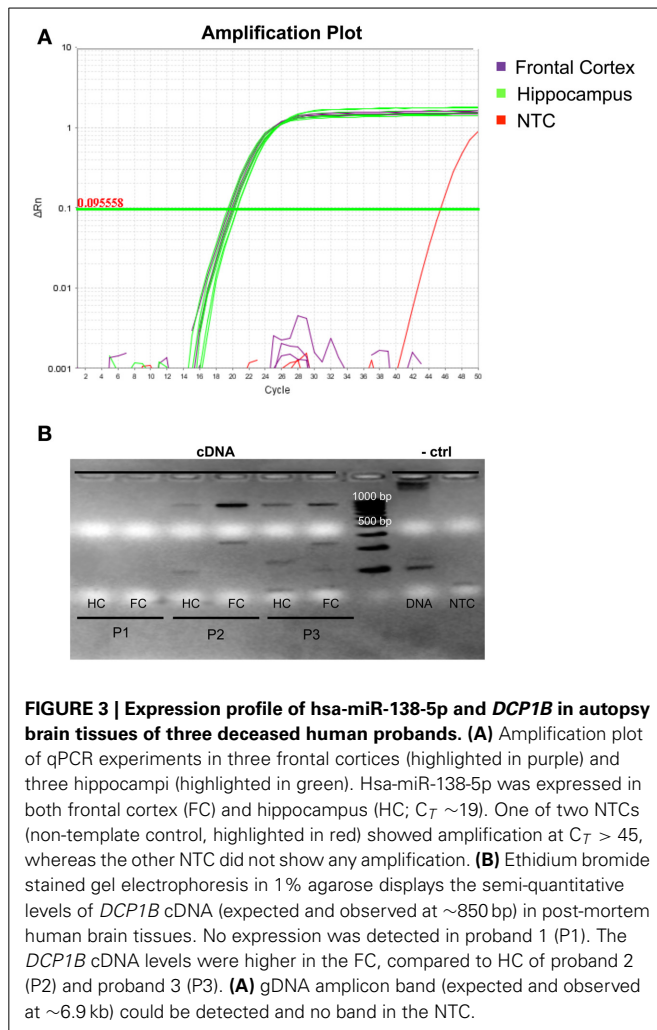 A
Amplification Plot
10
1
0.1
0.01
0.001
ΔRn
0.095558
2 4 6 8 10 12 14 16 18 20 22 24 26 28 30 32 34 36 38 40 42 44 46 48 50
Cycle
Frontal Cortex
Hippocampus
NTC
B
cDNA
- ctrl
1000 bp
500 bp
HC FC HC FC HC FC DNA NTC
P1 P2 P3
FIGURE 3 | Expression profile of hsa-miR-138-5p and DCP1B in autopsy
brain tissues of three deceased human probands. (A) Amplification plot
of qPCR experiments in three frontal cortices (highlighted in purple) and
three hippocampi (highlighted in green). Hsa-miR-138-5p was expressed in
both frontal cortex (FC) and hippocampus (HC; CT ∼19). One of two NTCs
(non-template control, highlighted in red) showed amplification at CT > 45,
whereas the other NTC did not show any amplification. (B) Ethidium bromide
stained gel electrophoresis in 1% agarose displays the semi-quantitative
levels of DCP1B cDNA (expected and observed at ∼850 bp) in post-mortem
human brain tissues. No expression was detected in proband 1 (P1). The
DCP1B cDNA levels were higher in the FC, compared to HC of proband 2
(P2) and proband 3 (P3). (A) gDNA amplicon band (expected and observed
at ∼6.9 kb) could be detected and no band in the NTC.